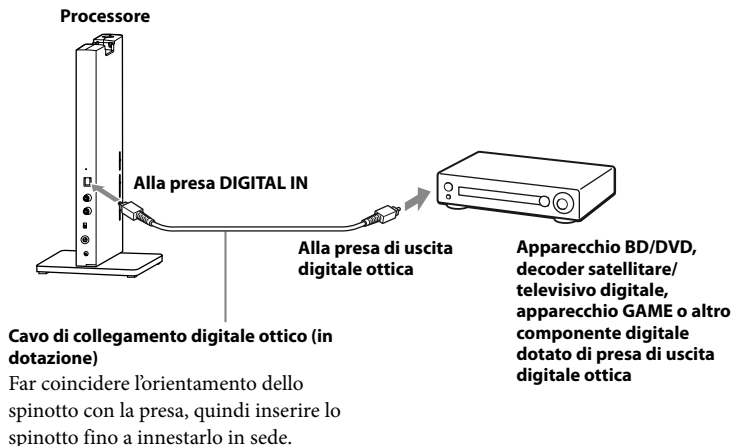 Processore
Alla presa DIGITAL IN
Alla presa di uscita
digitale ottica
Apparecchio BD/DVD,
decoder satellitare/
televisivo digitale,
apparecchio GAME o altro
componente digitale
dotato di presa di uscita
digitale ottica
Cavo di collegamento digitale ottico (in
dotazione)
Far coincidere l’orientamento dello
spinotto con la presa, quindi inserire lo
spinotto fino a innestarlo in sede.